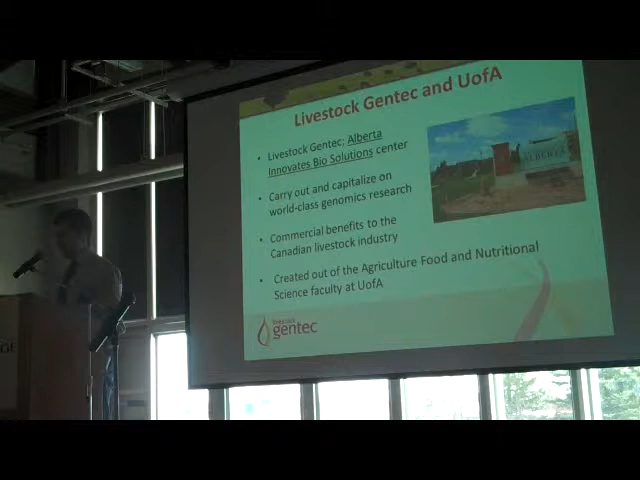 Livestock Gentec and UofA
• Livestock Gentec; Alberta
Innovates Bio Solutions center
• Carry out and capitalize on
world-class genomics research
• Commercial benefits to the
Canadian livestock industry
• Created out of the Agriculture Food and Nutritional
Science faculty at UofA
ALBERTA
livestock
gentec